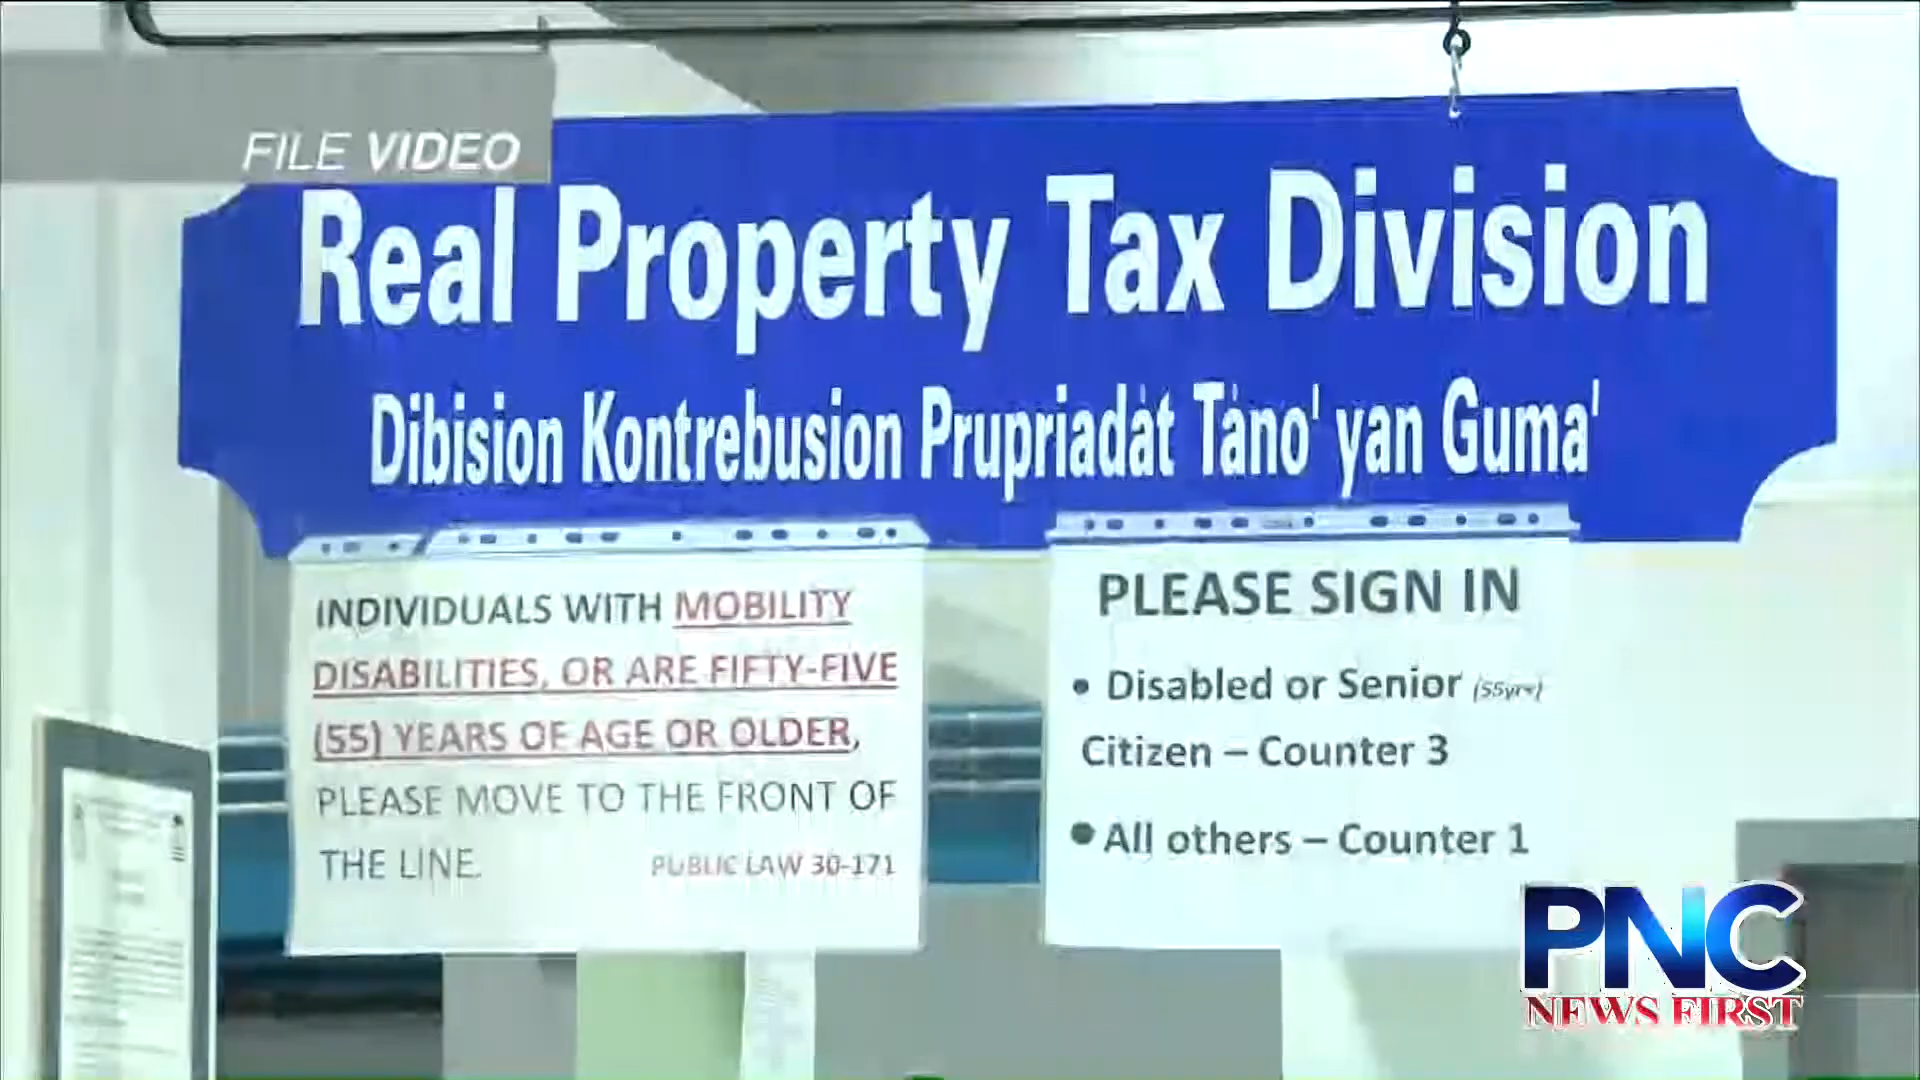 FILE VIDEO
Real Property Tax Division
Dibision Kontrebusion Prupriadåt Tåno' yan Guma'
INDIVIDUALS WITH MOBILITY
DISABILITIES, OR ARE FIFTY-FIVE
(55) YEARS OF AGE OR OLDER,
PLEASE MOVE TO THE FRONT OF
THE LINE.
PUBLIC LAW 30-171
PLEASE SIGN IN
• Disabled or Senior (55yrs)
Citizen – Counter 3
• All others – Counter 1
PNC
NEWS FIRST